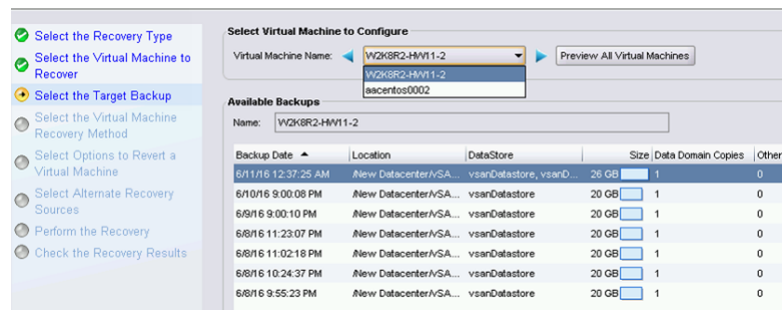 Select the Recovery Type
Select the Virtual Machine to
Recover
Select the Target Backup
Select the Virtual Machine
Recovery Method
Select Options to Revert a
Virtual Machine
Select Alternate Recovery
Sources
Perform the Recovery
Check the Recovery Results
Select Virtual Machine to Configure
Virtual Machine Name: W2K8R2-HW11-2 Preview All Virtual Machines
W2K8R2-HW11-2
aacentos0002
Available Backups
Name: W2K8R2-HW11-2
Backup Date Location DataStore Size Data Domain Copies Other
6/11/16 12:37:25 AM /New Datacenter/vSA... vsanDatastore, vsanD... 26 GB 1 0
6/10/16 9:00:08 PM /New Datacenter/vSA... vsanDatastore 20 GB 1 0
6/9/16 9:00:10 PM /New Datacenter/vSA... vsanDatastore 20 GB 1 0
6/8/16 11:23:07 PM /New Datacenter/vSA... vsanDatastore 20 GB 1 0
6/8/16 11:02:18 PM /New Datacenter/vSA... vsanDatastore 20 GB 1 0
6/8/16 10:24:37 PM /New Datacenter/vSA... vsanDatastore 20 GB 1 0
6/8/16 9:55:23 PM /New Datacenter/vSA... vsanDatastore 20 GB 1 0